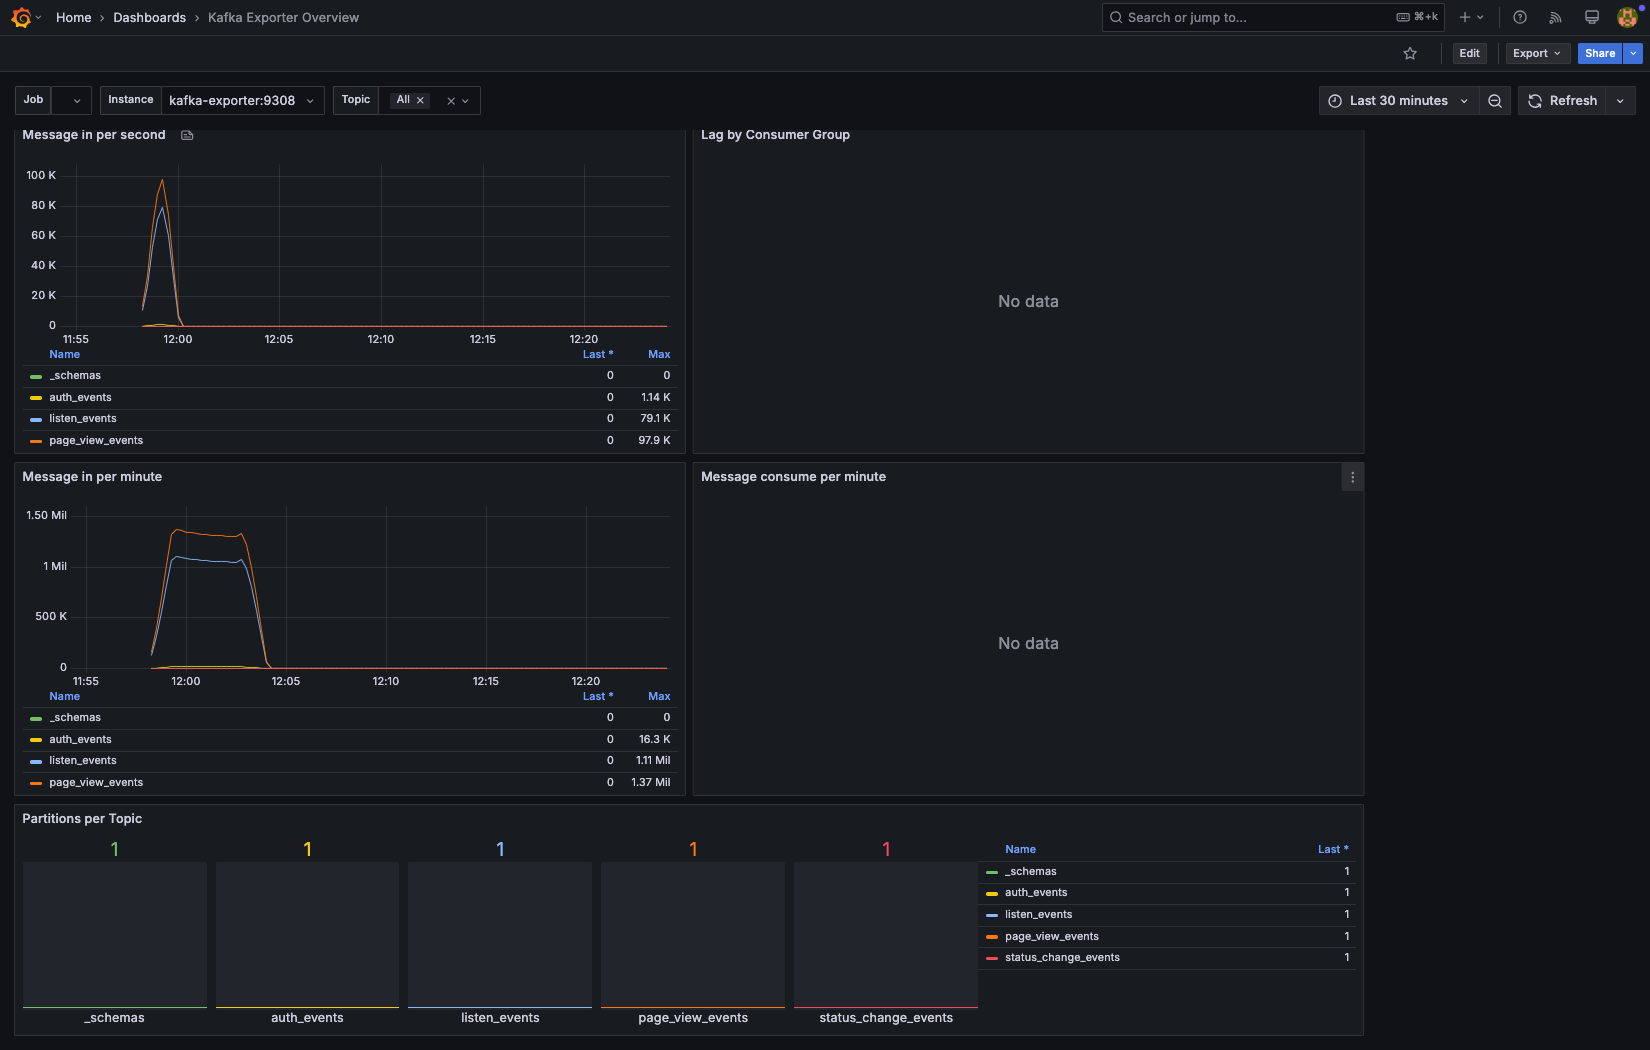 Home › Dashboards › Kafka Exporter Overview
Search or jump to... ⌘+k
Edit Export Share
Job Instance kafka-exporter:9308 Topic All
Last 30 minutes Refresh
Message in per second
100 K
80 K
60 K
40 K
20 K
0
11:55 12:00 12:05 12:10 12:15 12:20
Name Last * Max
_schemas 0 0
auth_events 0 1.14 K
listen_events 0 79.1 K
page_view_events 0 97.9 K
Lag by Consumer Group
No data
Message in per minute
1.50 Mil
1 Mil
500 K
0
11:55 12:00 12:05 12:10 12:15 12:20
Name Last * Max
_schemas 0 0
auth_events 0 16.3 K
listen_events 0 1.11 Mil
page_view_events 0 1.37 Mil
Message consume per minute
No data
Partitions per Topic
1 1 1 1 1
_schemas auth_events listen_events page_view_events status_change_events
Name Last *
_schemas 1
auth_events 1
listen_events 1
page_view_events 1
status_change_events 1